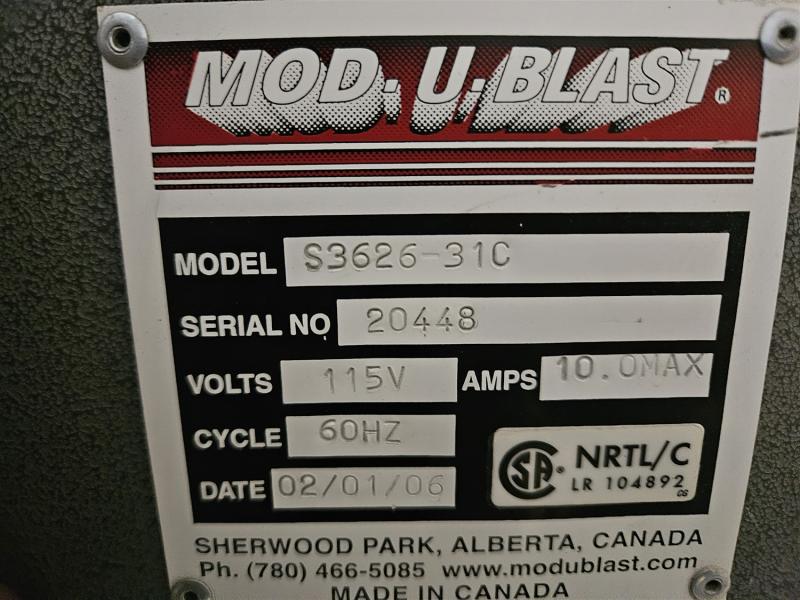 MOD·U·BLAST®
MODEL S3626-31C
SERIAL NO 20448
VOLTS 115V AMPS 10.0MAX
CYCLE 60HZ
DATE 02/01/06
CSA® NRTL/C
LR 104892
SHERWOOD PARK, ALBERTA, CANADA
Ph. (780) 466-5085 www.modublast.com
MADE IN CANADA